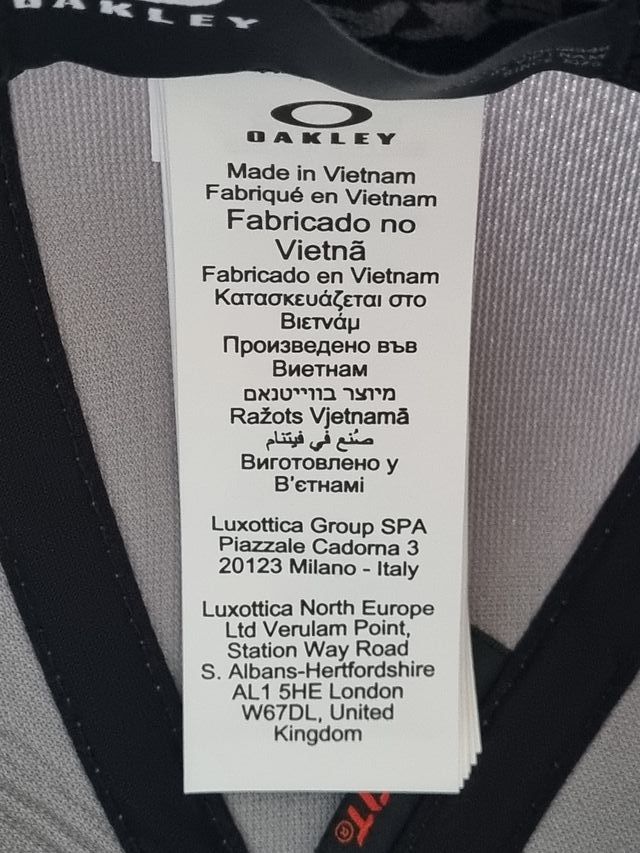 OAKLEY
OAKLEY
Made in Vietnam
Fabriqué en Vietnam
Fabricado no
Vietnã
Fabricado en Vietnam
Κατασκευάζεται στο
Βιετνάμ
Произведено във
Виетнам
מיוצר בווייטנאם
Ražots Vjetnamā
صُنع في فيتنام
Виготовлено у
В'єтнамі
Luxottica Group SPA
Piazzale Cadorna 3
20123 Milano - Italy
Luxottica North Europe
Ltd Verulam Point,
Station Way Road
S. Albans-Hertfordshire
AL1 5HE London
W67DL, United
Kingdom